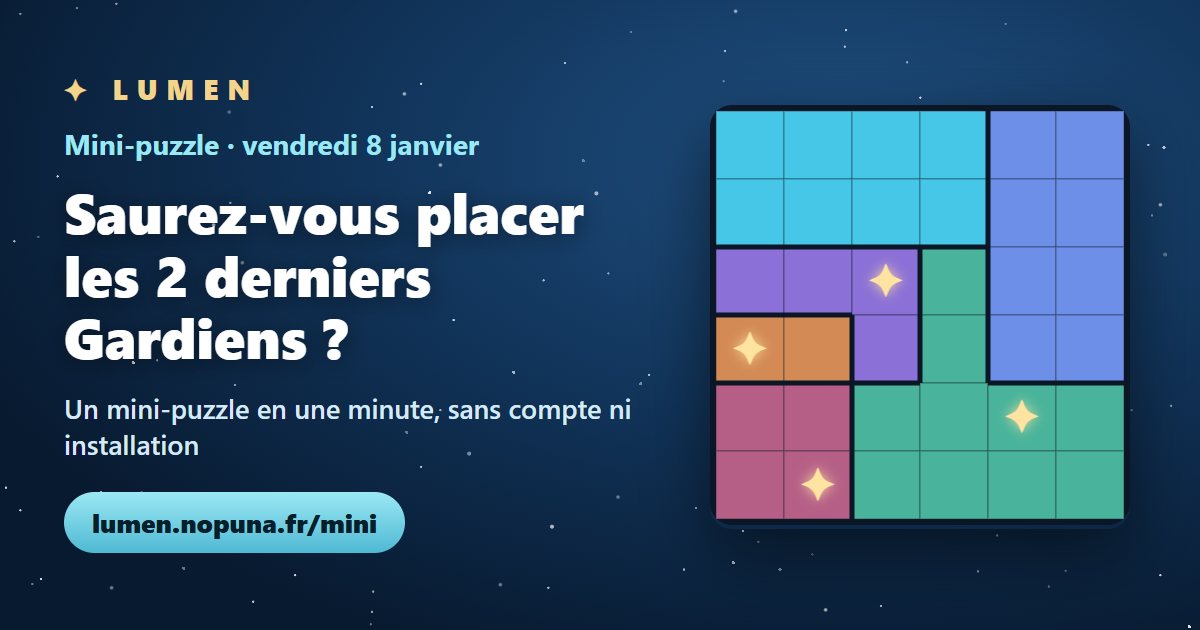 ✦ LUMEN
Mini-puzzle · vendredi 8 janvier
Saurez-vous placer
les 2 derniers
Gardiens ?
Un mini-puzzle en une minute, sans compte ni
installation
lumen.nopuna.fr/mini